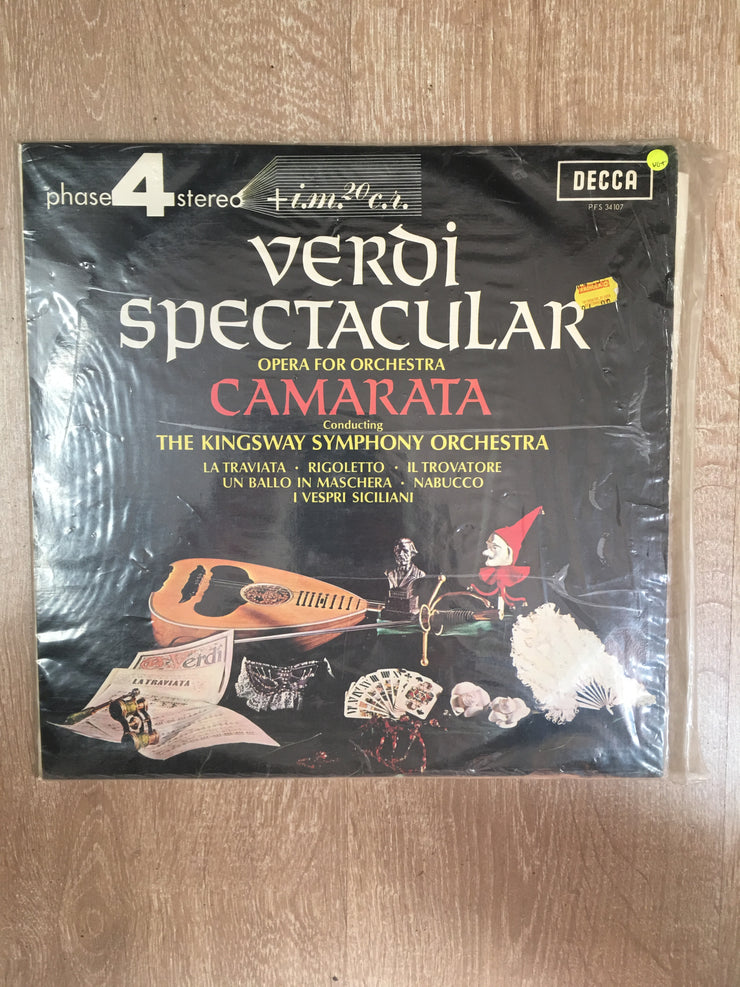 phase 4 stereo
+i.m.20c.r.
DECCA
PFS 34107
VERDI
SPECTACULAR
OPERA FOR ORCHESTRA
CAMARATA
Conducting
THE KINGSWAY SYMPHONY ORCHESTRA
LA TRAVIATA · RIGOLETTO · IL TROVATORE
UN BALLO IN MASCHERA · NABUCCO
I VESPRI SICILIANI
Verdi
LA TRAVIATA